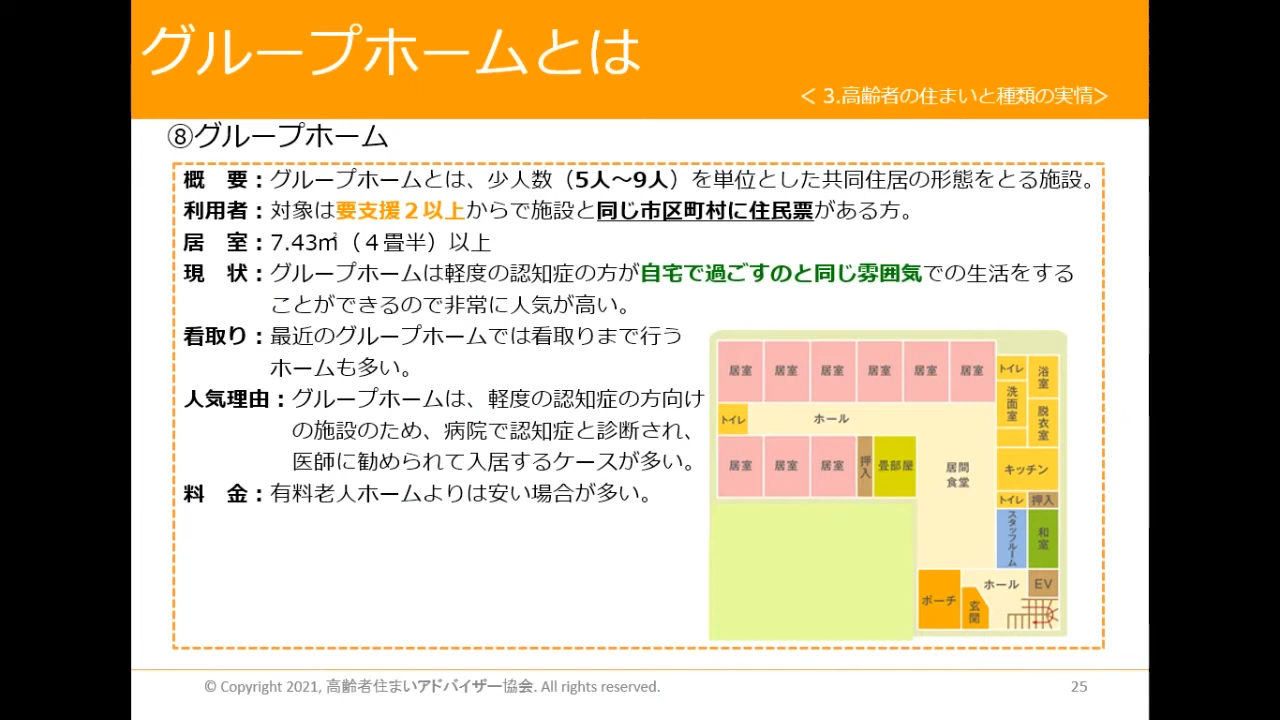 グループホームとは
＜ 3.高齢者の住まいと種類の実情＞
⑧グループホーム
概　要：グループホームとは、少人数（5人～9人）を単位とした共同住居の形態をとる施設。
利用者：対象は要支援２以上からで施設と同じ市区町村に住民票がある方。
居　室：7.43㎡（４畳半）以上
現　状：グループホームは軽度の認知症の方が自宅で過ごすのと同じ雰囲気での生活をする
ことができるので非常に人気が高い。
看取り：最近のグループホームでは看取りまで行う
ホームも多い。
人気理由：グループホームは、軽度の認知症の方向け
の施設のため、病院で認知症と診断され、
医師に勧められて入居するケースが多い。
料　金：有料老人ホームよりは安い場合が多い。
居室 居室 居室 居室 居室 居室 トイレ 浴室
洗面室 脱衣室
トイレ ホール
居室 居室 居室 押入 畳部屋 居間食堂 キッチン
トイレ 押入
スタッフルーム 和室
ホール EV
ポーチ 玄関
© Copyright 2021, 高齢者住まいアドバイザー協会. All rights reserved.
25